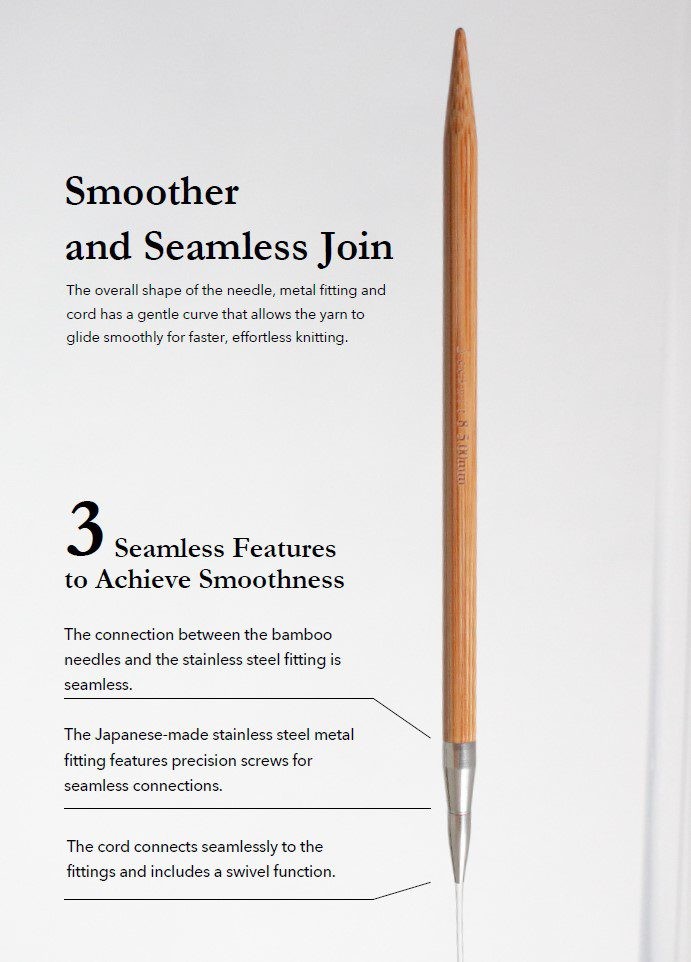 Smoother
and Seamless Join
The overall shape of the needle, metal fitting and
cord has a gentle curve that allows the yarn to
glide smoothly for faster, effortless knitting.
3 Seamless Features
to Achieve Smoothness
The connection between the bamboo
needles and the stainless steel fitting is
seamless.
The Japanese-made stainless steel metal
fitting features precision screws for
seamless connections.
The cord connects seamlessly to the
fittings and includes a swivel function.
8 5.00mm